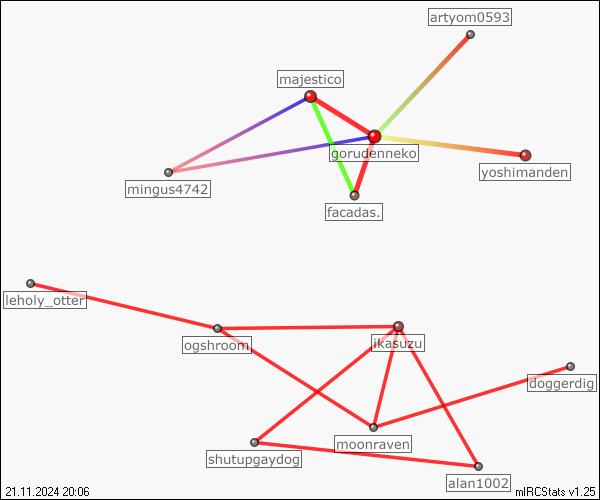 artyom0593
majestico
gorudenneko
yoshimanden
mingus4742
facadas.
leholy_otter
ogshroom
ikasuzu
doggerdig
moonraven
shutupgaydog
alan1002
21.11.2024 20:06
mIRCStats v1.25